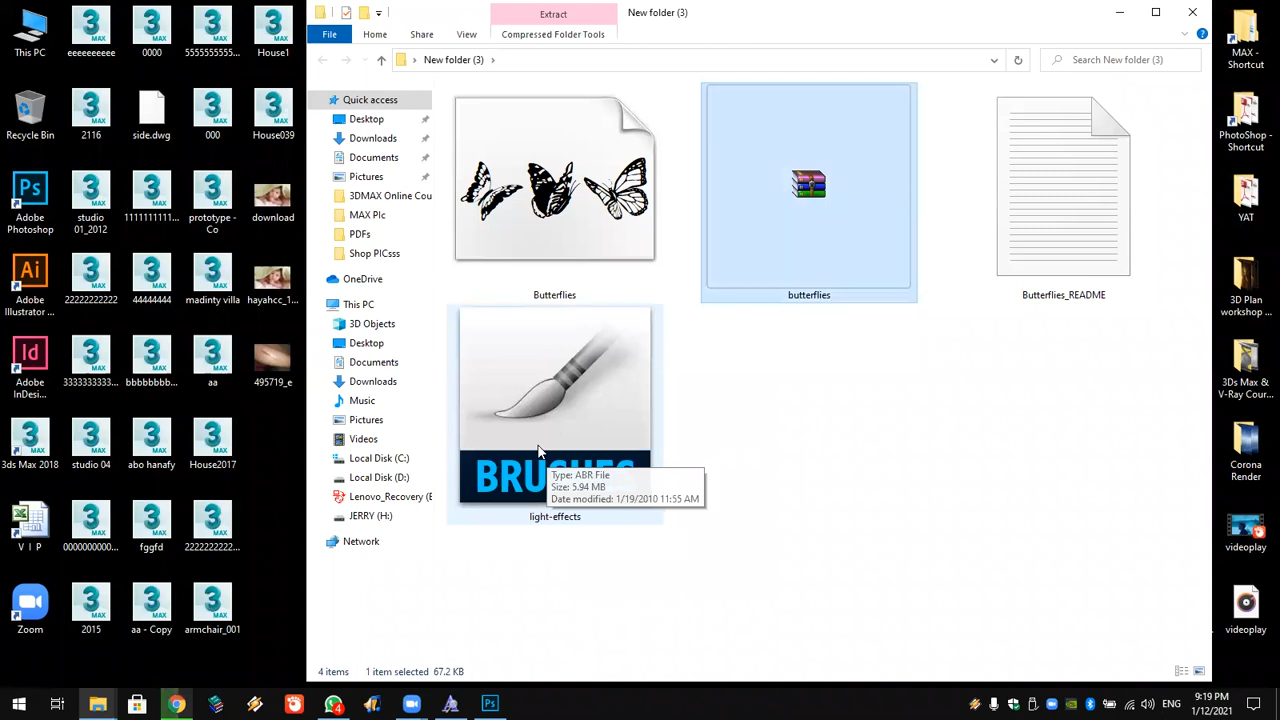 Extract
New folder (3)
File
Home
Share
View
Compressed Folder Tools
New folder (3)
Search New folder (3)
Quick access
Desktop
Downloads
Documents
Pictures
3DMAX Online Cou
MAX PIc
PDFs
Shop PICsss
OneDrive
This PC
3D Objects
Desktop
Documents
Downloads
Music
Pictures
Videos
Local Disk (C:)
Local Disk (D:)
Lenovo_Recovery (E
JERRY (H:)
Network
Butterflies
butterflies
Butterflies_README
BRUSHES
Type: ABR File
Size: 5.94 MB
Date modified: 1/19/2010 11:55 AM
light-effects
4 items
1 item selected 67.2 KB
This PC
eeeeeeeeee
0000
5555555555...
House1
Recycle Bin
2116
side.dwg
000
House039
Adobe
Photoshop
studio
01_2012
1111111111...
prototype -
Co
download
Adobe
Illustrator ...
22222222222
44444444
madinty villa
hayahcc_1...
Adobe
InDesi...
3333333333...
bbbbbbbb...
aa
495719_e
3ds Max 2018
studio 04
abo hanafy
House2017
V I P
0000000000...
fggfd
2222222222...
Zoom
2015
aa - Copy
armchair_001
MAX -
Shortcut
PhotoShop -
Shortcut
YAT
3D Plan
workshop ...
3Ds Max &
V-Ray Cour...
Corona
Render
videoplay
videoplay
ENG
9:19 PM
1/12/2021